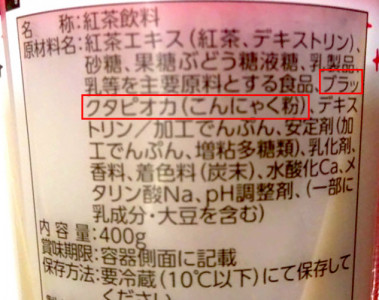 名 称:紅茶飲料
原材料名:紅茶エキス(紅茶、デキストリン)、
砂糖、果糖ぶどう糖液糖、乳製品、
乳等を主要原料とする食品、ブラッ
クタピオカ(こんにゃく粉)、デキス
トリン/加工でんぷん、安定剤(加
工でんぷん、増粘多糖類)、乳化剤、
香料、着色料(炭末)、水酸化Ca、メ
タリン酸Na、pH調整剤、(一部に
乳成分・大豆を含む)
内 容 量:400g
賞味期限:容器側面に記載
保存方法:要冷蔵(10℃以下)にて保存して
ください。